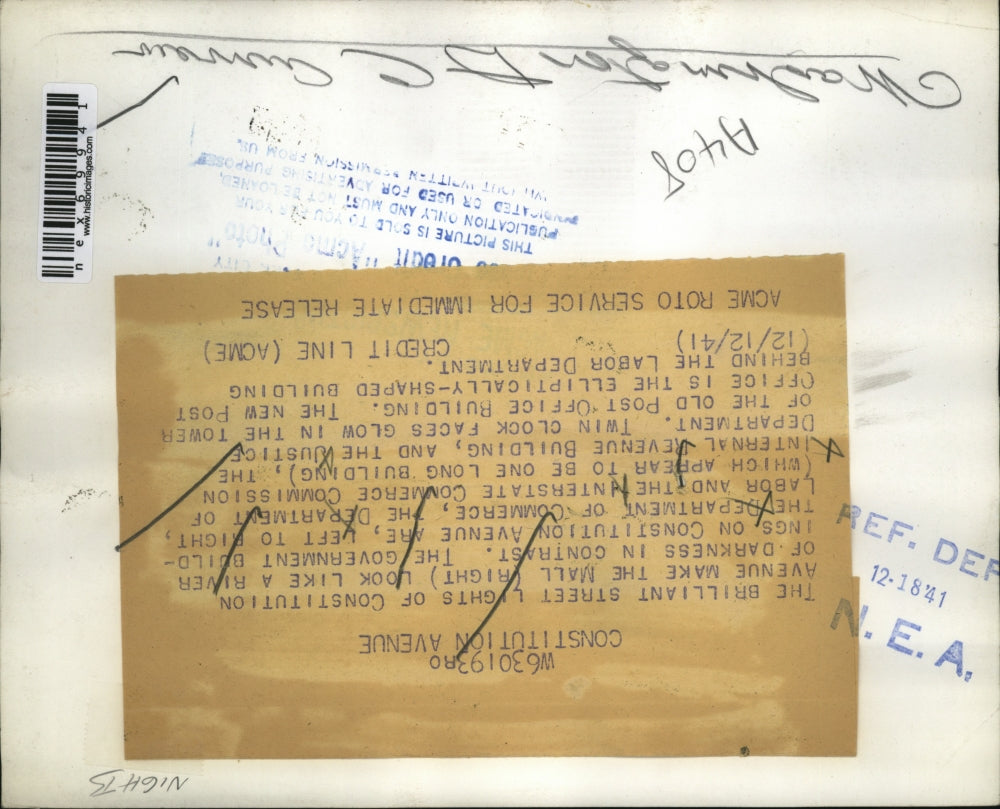 W630193RO
CONSTITUTION AVENUE
THE BRILLIANT STREET LIGHTS OF CONSTITUTION
AVENUE MAKE THE MALL (RIGHT) LOOK LIKE A RIVER
OF DARKNESS IN CONTRAST. THE GOVERNMENT BUILD-
INGS ON CONSTITUTION AVENUE ARE, LEFT TO RIGHT,
THE DEPARTMENT OF COMMERCE, THE DEPARTMENT OF
LABOR AND THE INTERSTATE COMMERCE COMMISSION
(WHICH APPEAR TO BE ONE LONG BUILDING), THE
INTERNAL REVENUE BUILDING, AND THE JUSTICE
DEPARTMENT. TWIN CLOCK FACES GLOW IN THE TOWER
OF THE OLD POST OFFICE BUILDING. THE NEW POST
OFFICE IS THE ELLIPTICALLY-SHAPED BUILDING
BEHIND THE LABOR DEPARTMENT.
(12/12/41) CREDIT LINE (ACME)
ACME ROTO SERVICE FOR IMMEDIATE RELEASE
Credit "Acme Photo"
THIS PICTURE IS SOLD TO YOU FOR YOUR
PUBLICATION ONLY AND MUST NOT BE LOANED,
SYNDICATED OR USED FOR ADVERTISING PURPOSE
WITHOUT WRITTEN PERMISSION FROM US.
A408
Washington D C
NIGHTS
REF. DEP
12-18'41
N. E. A.
nex699941
www.historicimages.com